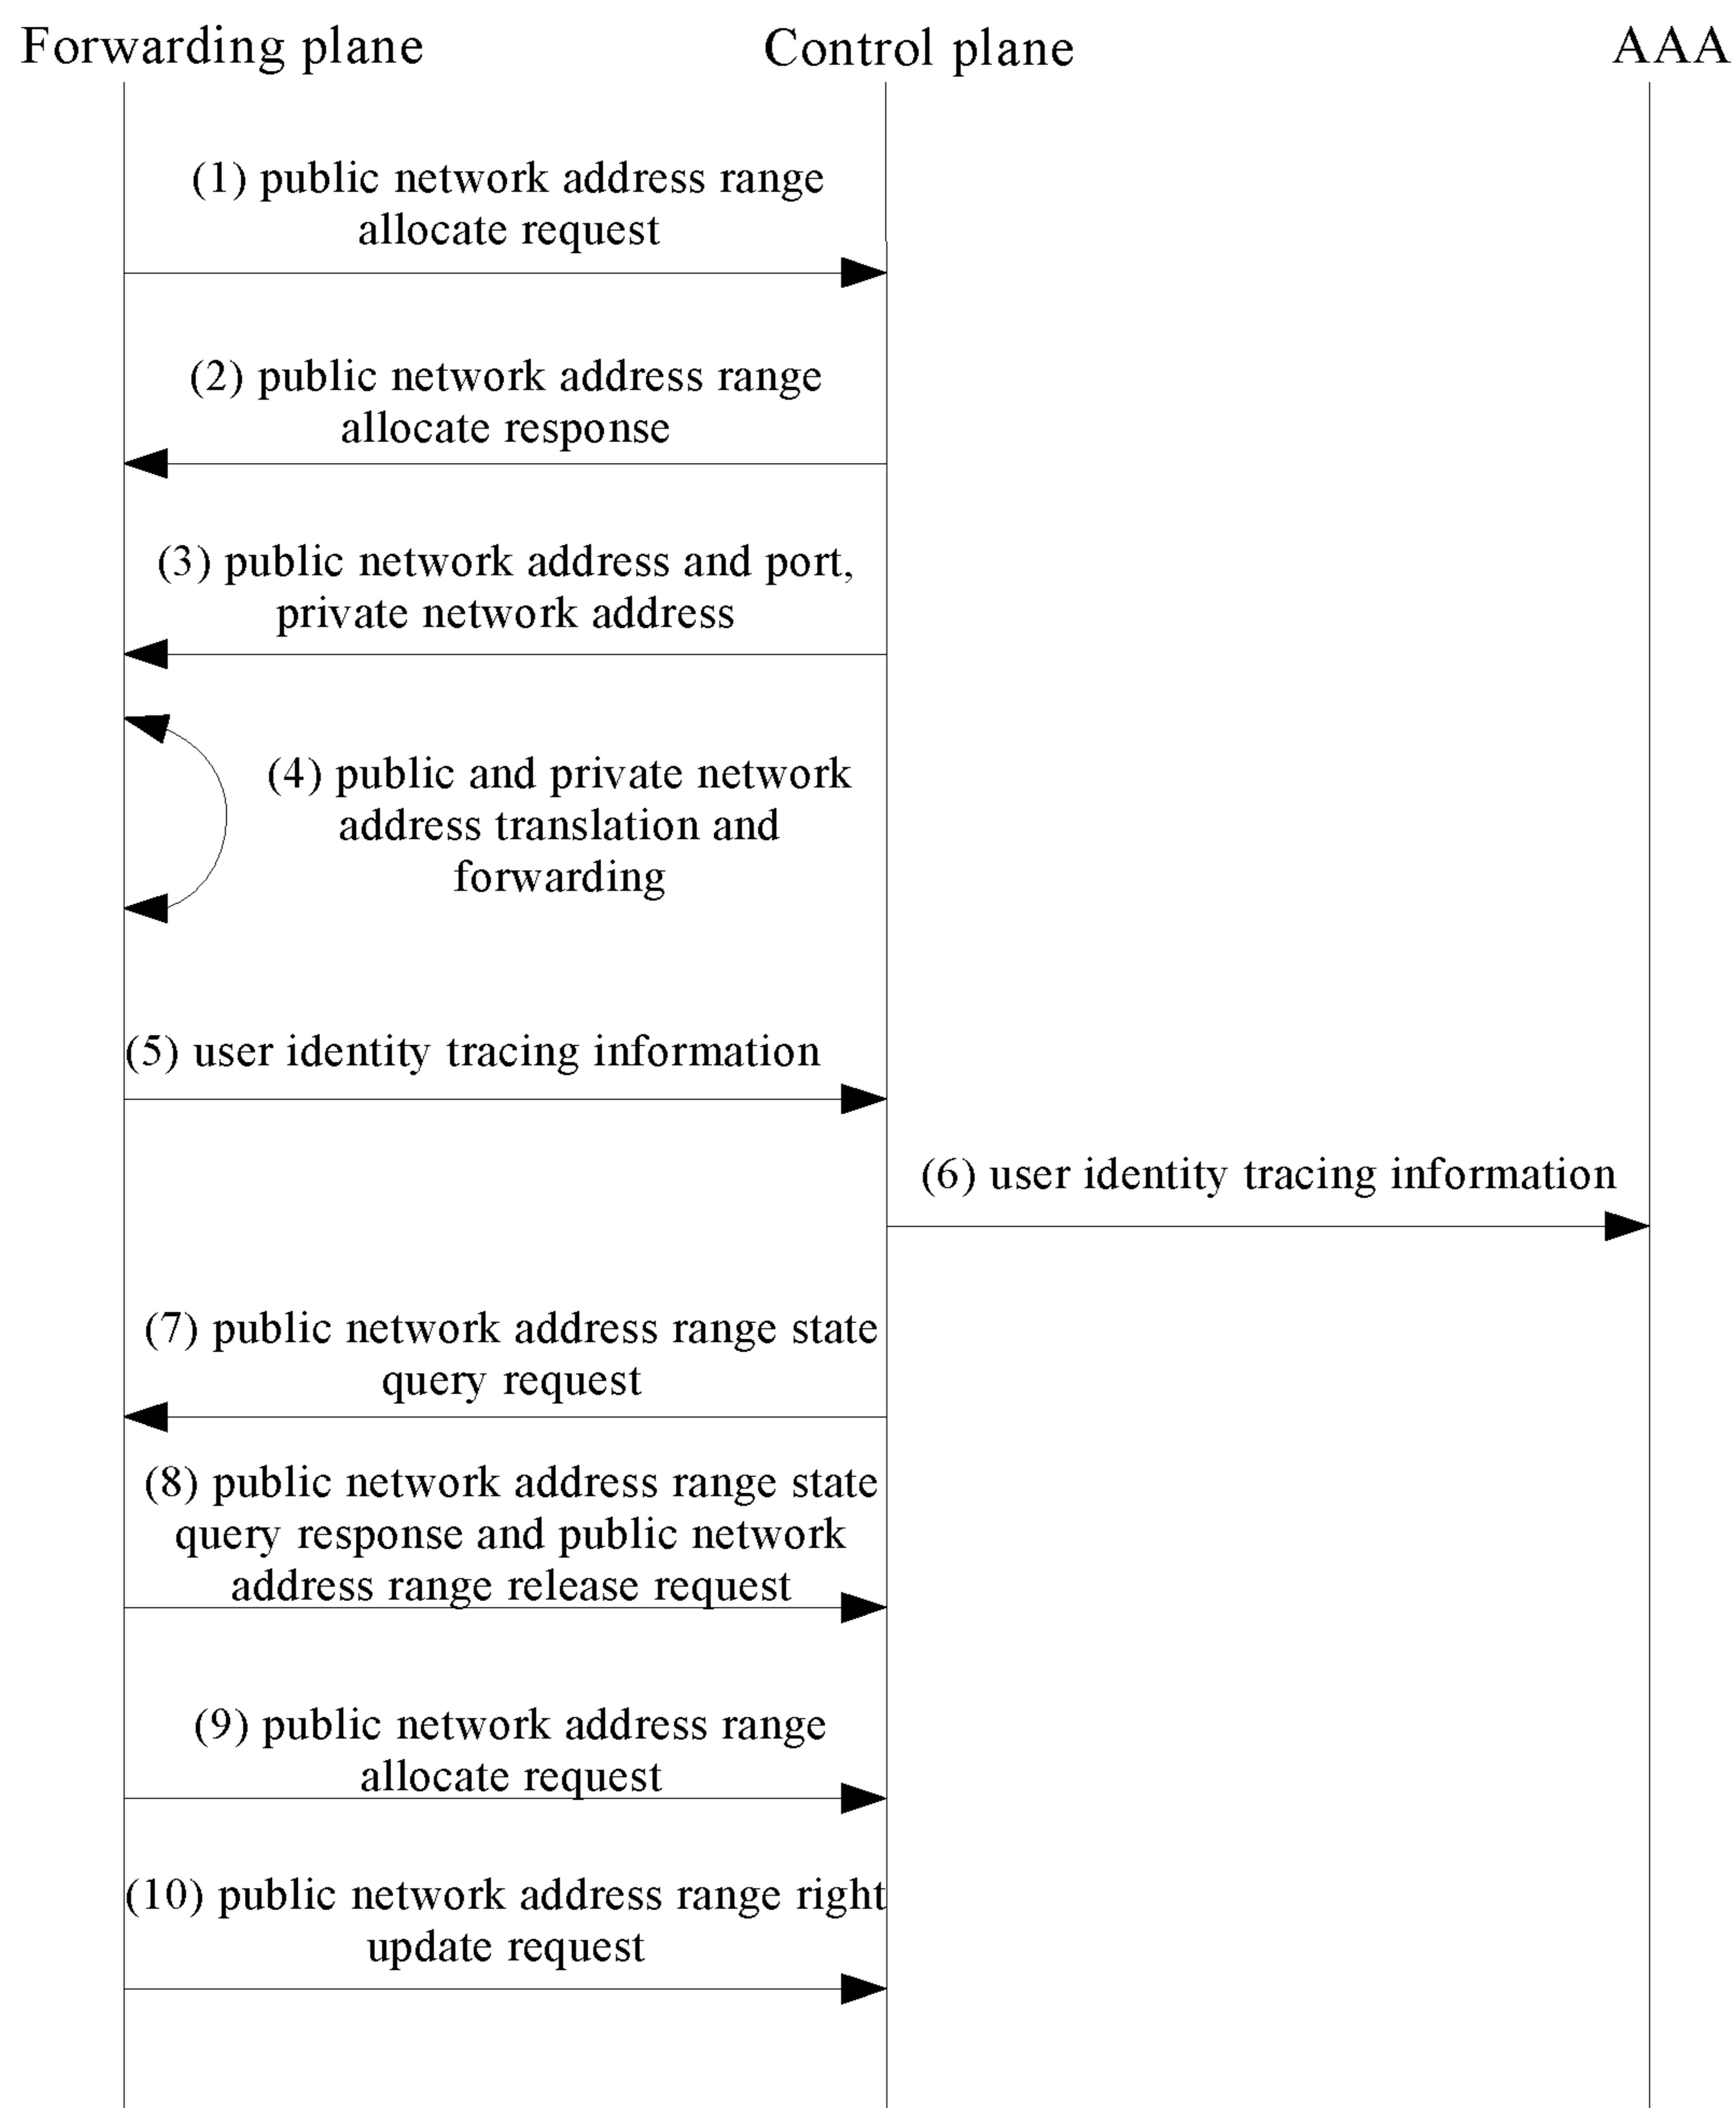 Forwarding plane
Control plane
AAA
(1) public network address range
allocate request
(2) public network address range
allocate response
(3) public network address and port,
private network address
(4) public and private network
address translation and
forwarding
(5) user identity tracing information
(6) user identity tracing information
(7) public network address range state
query request
(8) public network address range state
query response and public network
address range release request
(9) public network address range
allocate request
(10) public network address range right
update request